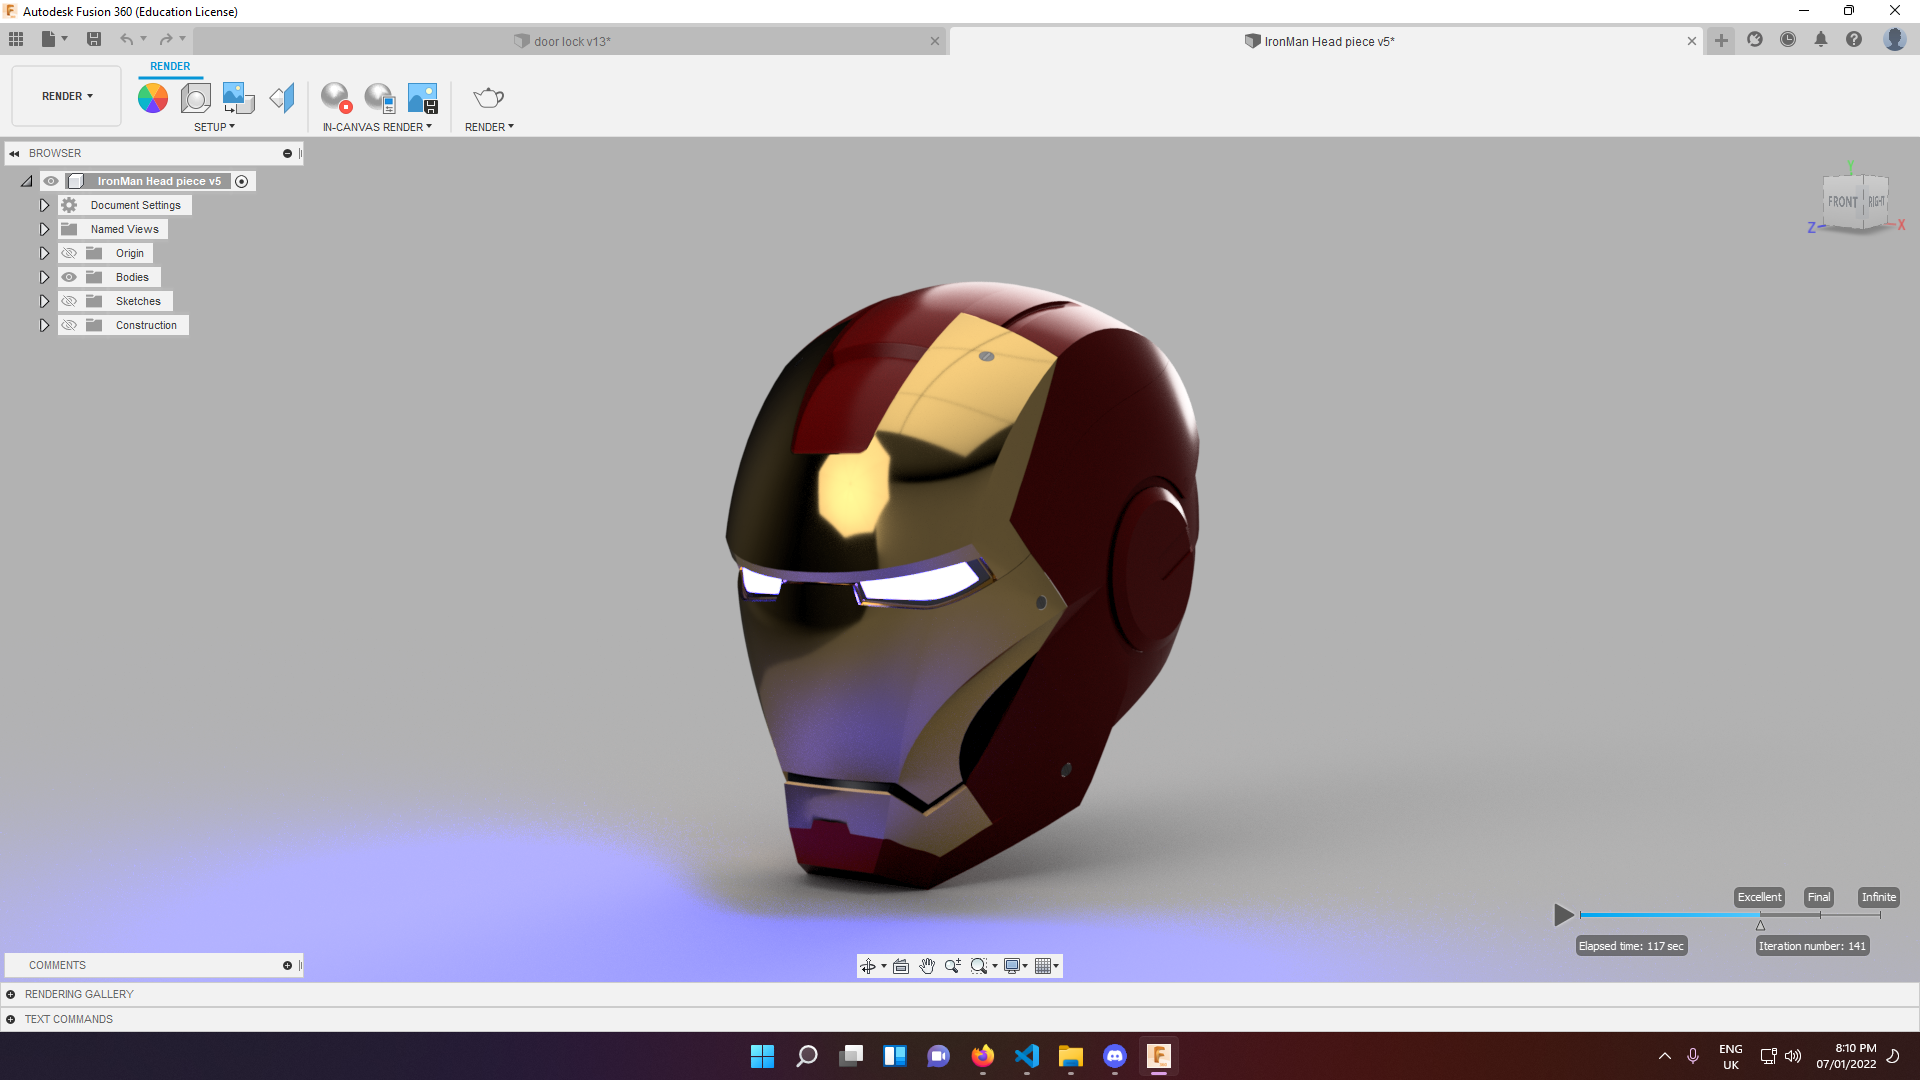 Autodesk Fusion 360 (Education License)
door lock v13*
IronMan Head piece v5*
RENDER
RENDER
SETUP
IN-CANVAS RENDER
RENDER
BROWSER
IronMan Head piece v5
Document Settings
Named Views
Origin
Bodies
Sketches
Construction
Y
FRONT
RIGHT
Z
X
Excellent
Final
Infinite
Elapsed time: 117 sec
Iteration number: 141
COMMENTS
RENDERING GALLERY
TEXT COMMANDS
ENG
UK
8:10 PM
07/01/2022